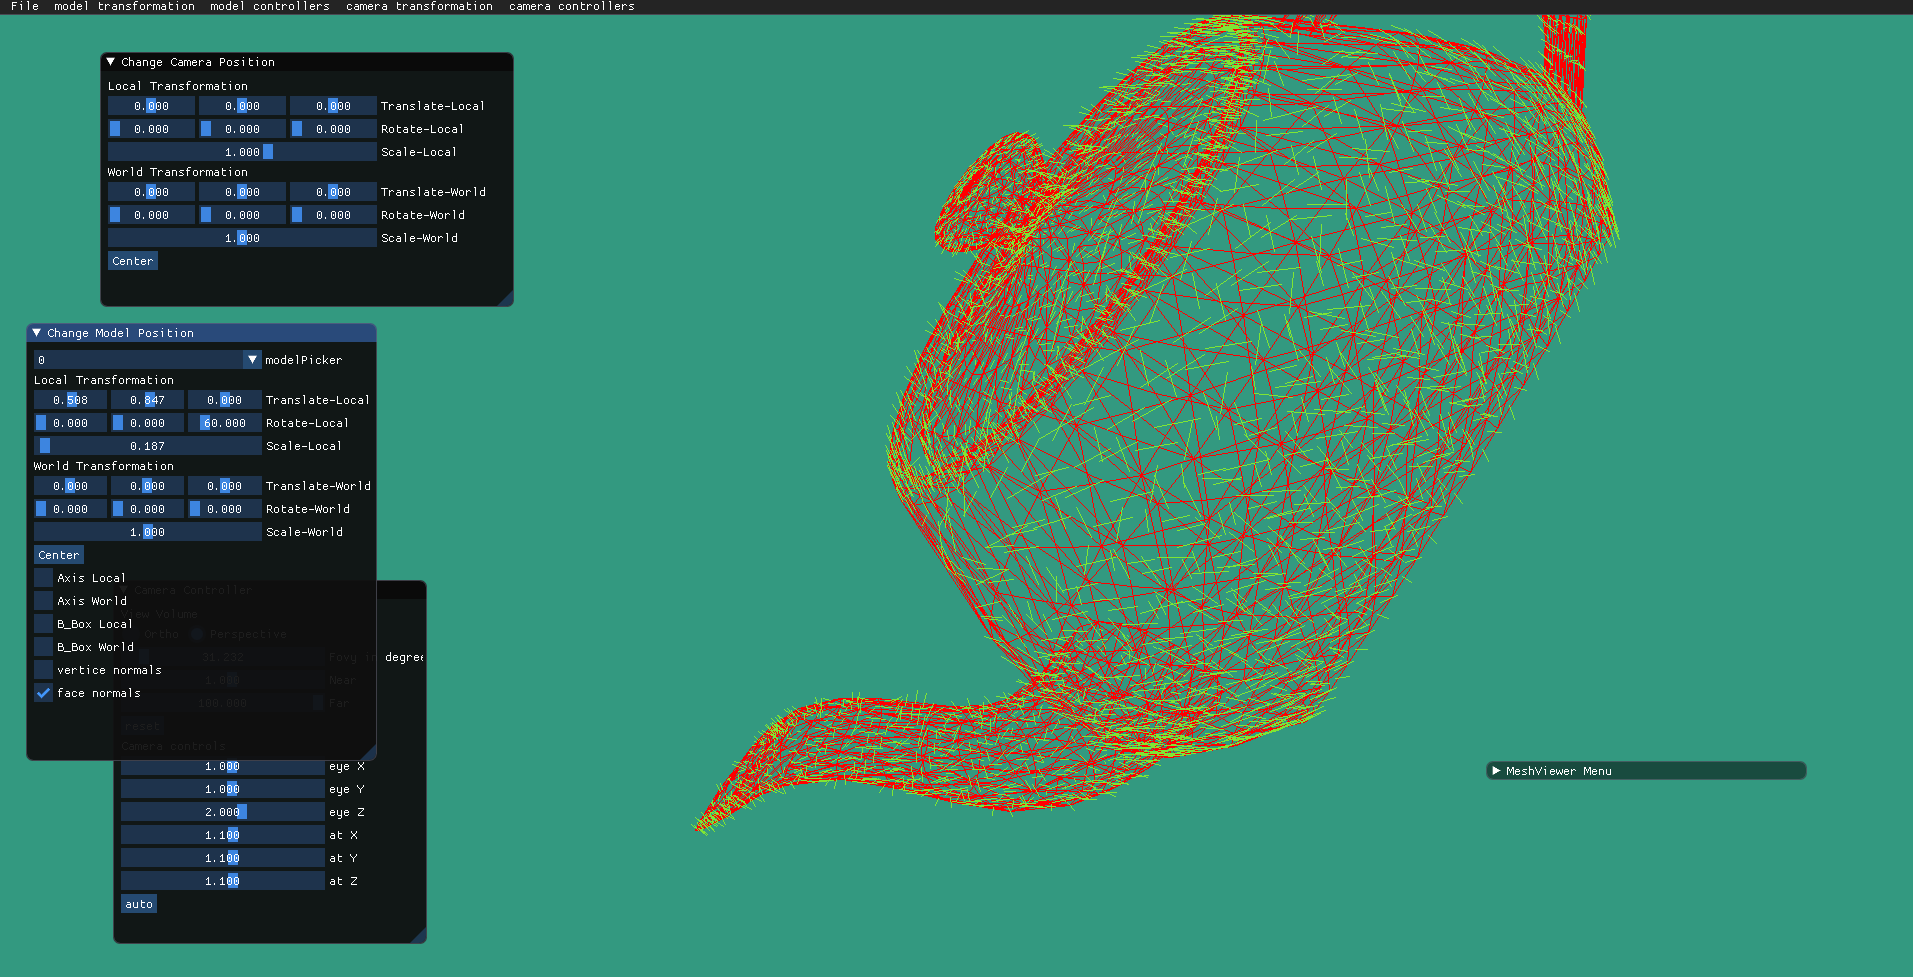 File model transformation model controllers camera transformation camera controllers
Change Camera Position
Local Transformation
0.000 0.000 0.000 Translate-Local
0.000 0.000 0.000 Rotate-Local
1.000 Scale-Local
World Transformation
0.000 0.000 0.000 Translate-World
0.000 0.000 0.000 Rotate-World
1.000 Scale-World
Center
Change Model Position
0 modelPicker
Local Transformation
0.508 0.847 0.000 Translate-Local
0.000 0.000 60.000 Rotate-Local
0.187 Scale-Local
World Transformation
0.000 0.000 0.000 Translate-World
0.000 0.000 0.000 Rotate-World
1.000 Scale-World
Center
Axis Local
Axis World
B_Box Local
B_Box World
vertice normals
face normals
Camera Controller
View Volume
Ortho Perspective
31.232 Fovy in degree
1.000 Near
100.000 Far
reset
Camera controls
1.000 eye X
1.000 eye Y
2.000 eye Z
1.100 at X
1.100 at Y
1.100 at Z
auto
MeshViewer Menu